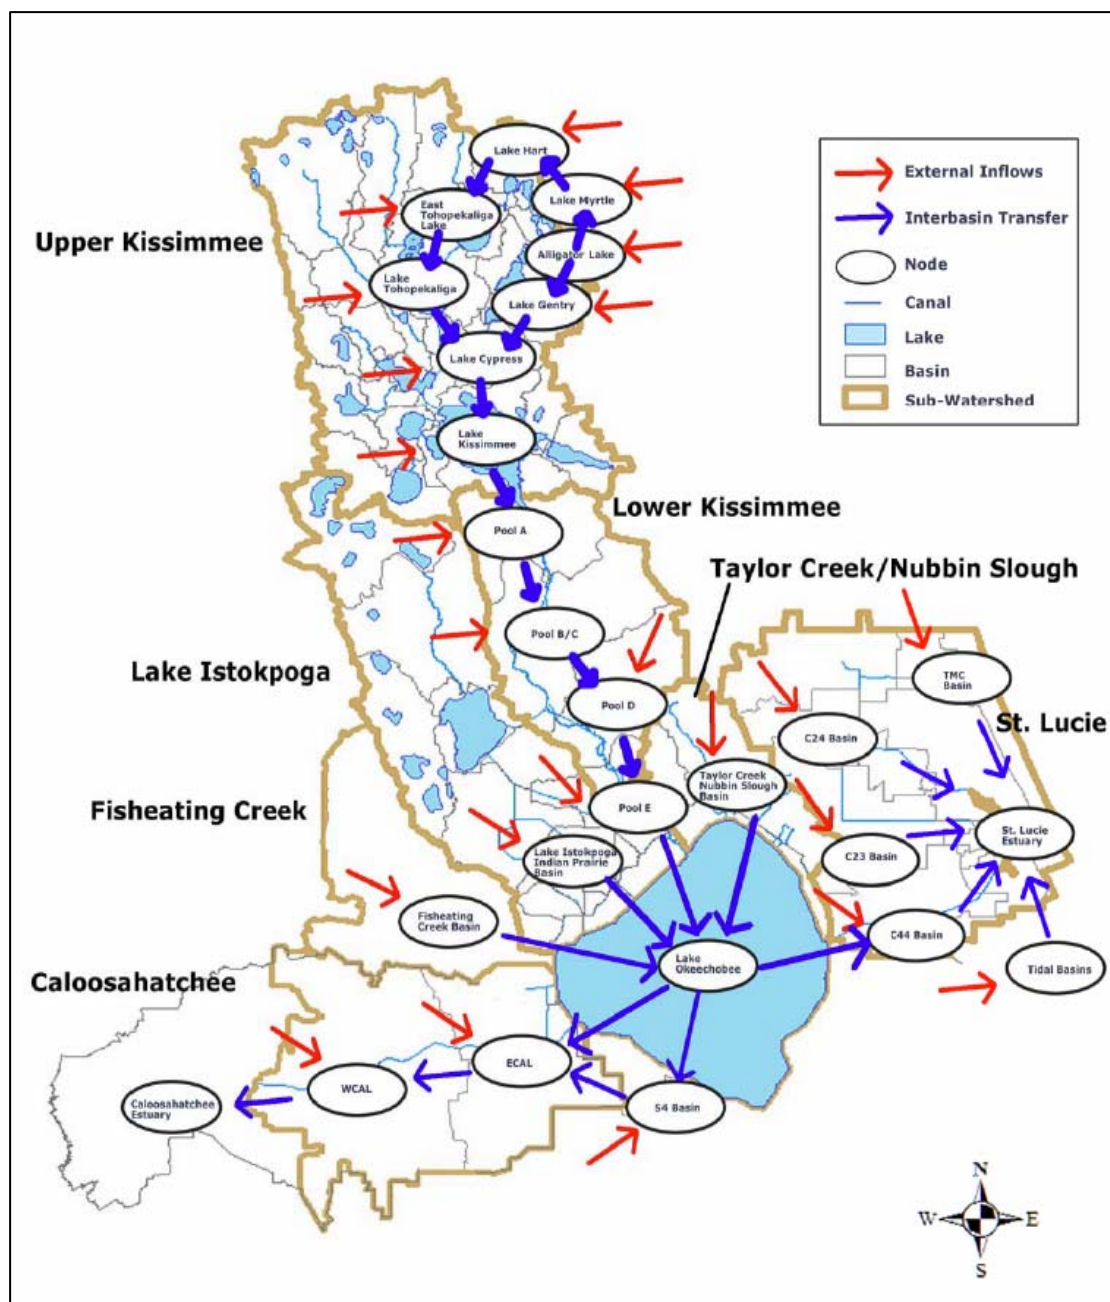 Lake Hart
Lake Myrtle
East
Tohopekaliga
Lake
Alligator Lake
Lake
Tohopekaliga
Lake Gentry
Lake Cypress
Lake
Kissimmee
Pool A
Pool B/C
Pool D
Pool E
Upper Kissimmee
Lower Kissimmee
Taylor Creek/Nubbin Slough
Lake Istokpoga
St. Lucie
Fisheating Creek
Caloosahatchee
TMC
Basin
C24 Basin
Taylor Creek
Nubbin Slough
Basin
St. Lucie
Estuary
C23 Basin
Lake Istokpoga
Indian Prairie
Basin
Fisheating
Creek Basin
C44 Basin
Lake
Okeechobee
Tidal Basins
ECAL
WCAL
Caloosahatchee
Estuary
S4 Basin
External Inflows
Interbasin Transfer
Node
Canal
Lake
Basin
Sub-Watershed
N
W
E
S